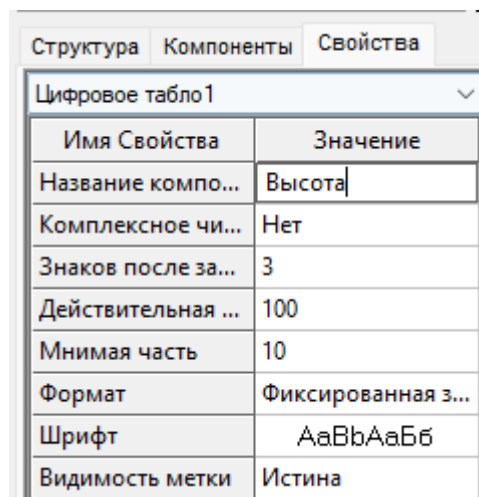 Структура Компоненты Свойства
Цифровое табло1
Имя Свойства Значение
Название компо... Высота
Комплексное чи... Нет
Знаков после за... 3
Действительная ... 100
Мнимая часть 10
Формат Фиксированная з...
Шрифт АаBbАаБб
Видимость метки Истина